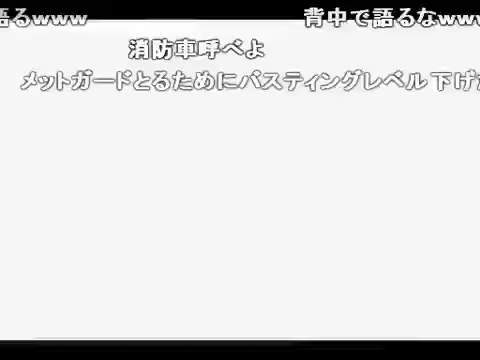 語るwww 背中で語るなwww
消防車呼べよ
メットガードとるためにバスティングレベル下げた